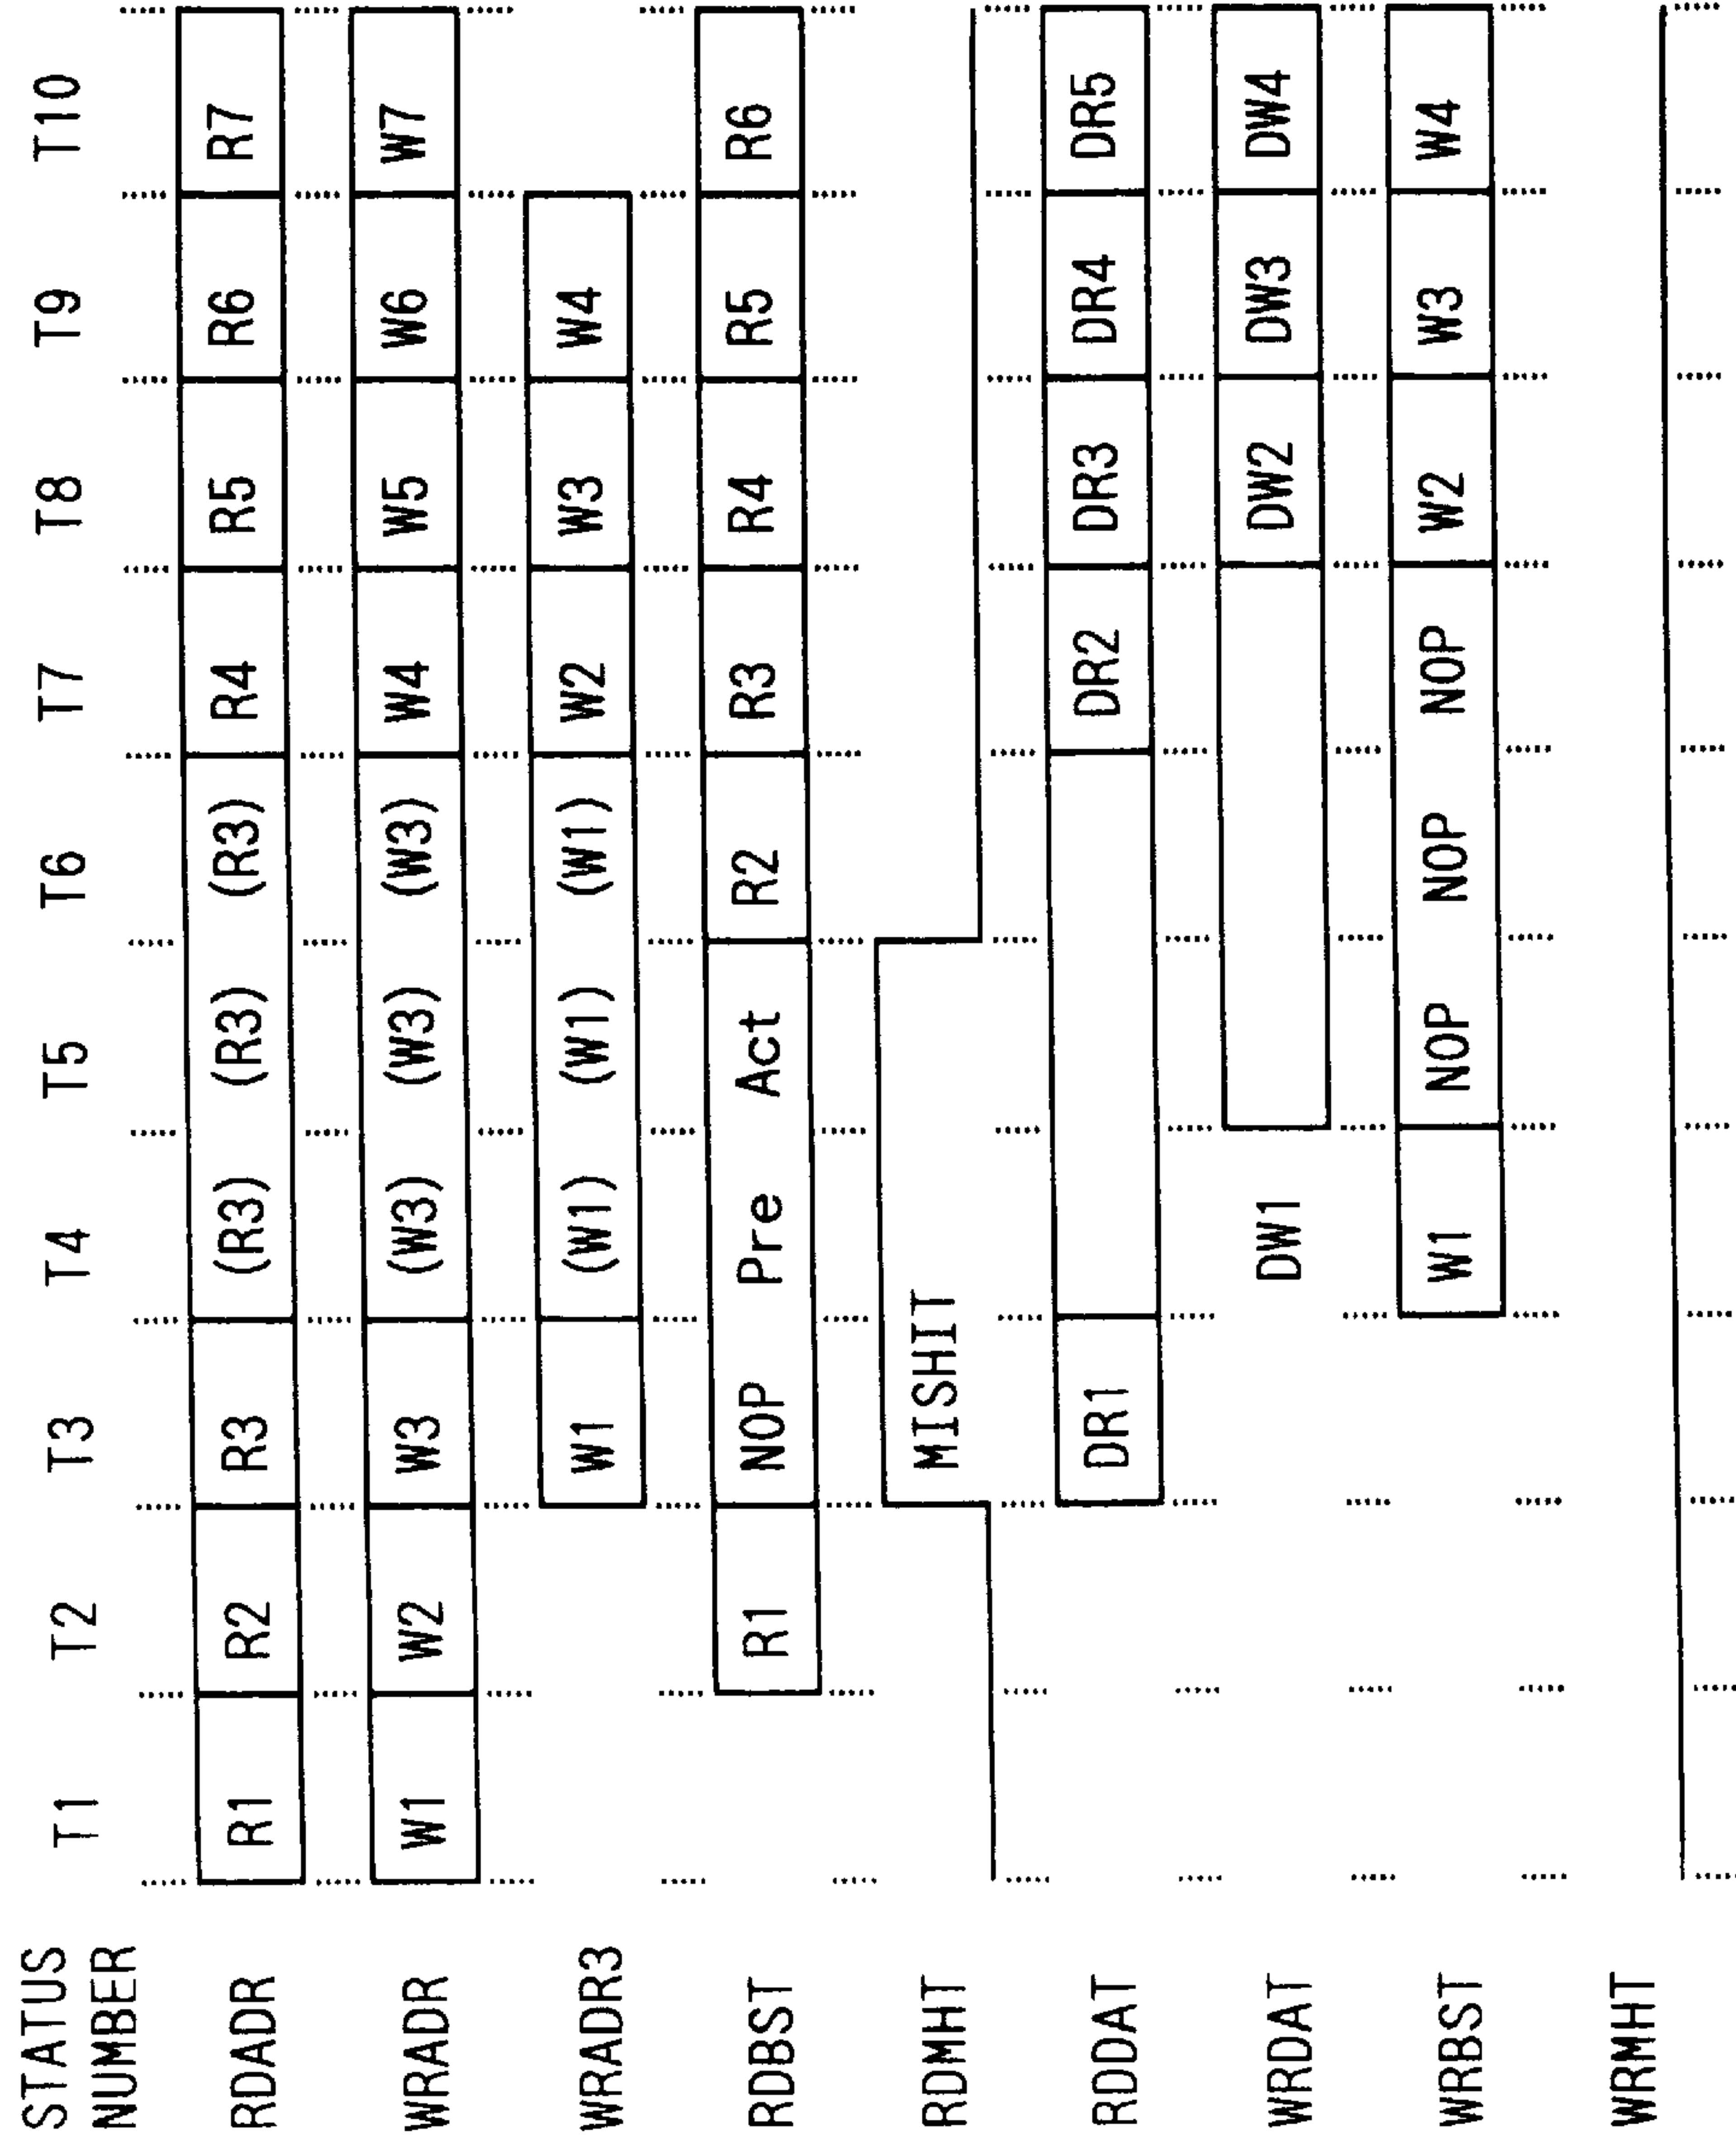 STATUS NUMBER T1 T2 T3 T4 T5 T6 T7 T8 T9 T10
RDADR R1 R2 R3 (R3) (R3) (R3) R4 R5 R6 R7
WRADR W1 W2 W3 (W3) (W3) (W3) W4 W5 W6 W7
WRADR3 W1 (W1) (W1) (W1) W2 W3 W4
RDBST R1 NOP Pre Act R2 R3 R4 R5 R6
RDMHT MISHIT
RDDAT DR1 DR2 DR3 DR4 DR5
WRDAT DW1 DW2 DW3 DW4
WRBST W1 NOP NOP NOP W2 W3 W4
WRMHT